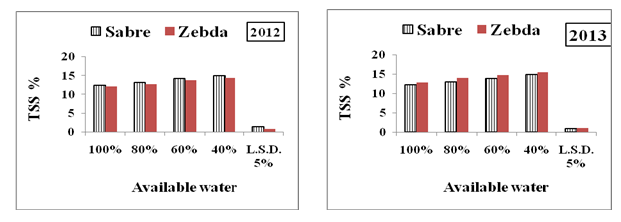 Sabre Zebda 2012
20
15
10
5
0
TSS %
100% 80% 60% 40% L.S.D. 5%
Available water
Sabre Zebda 2013
20
15
10
5
0
TSS %
100% 80% 60% 40% L.S.D. 5%
Available water